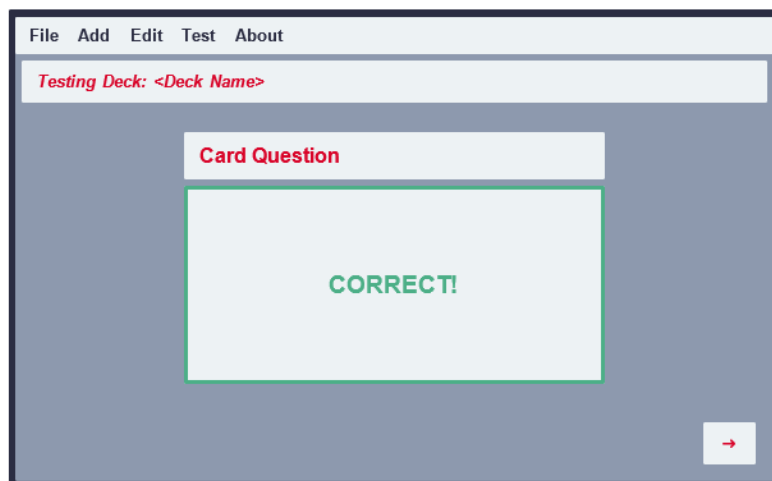 File Add Edit Test About
Testing Deck: <Deck Name>
Card Question
CORRECT!
→